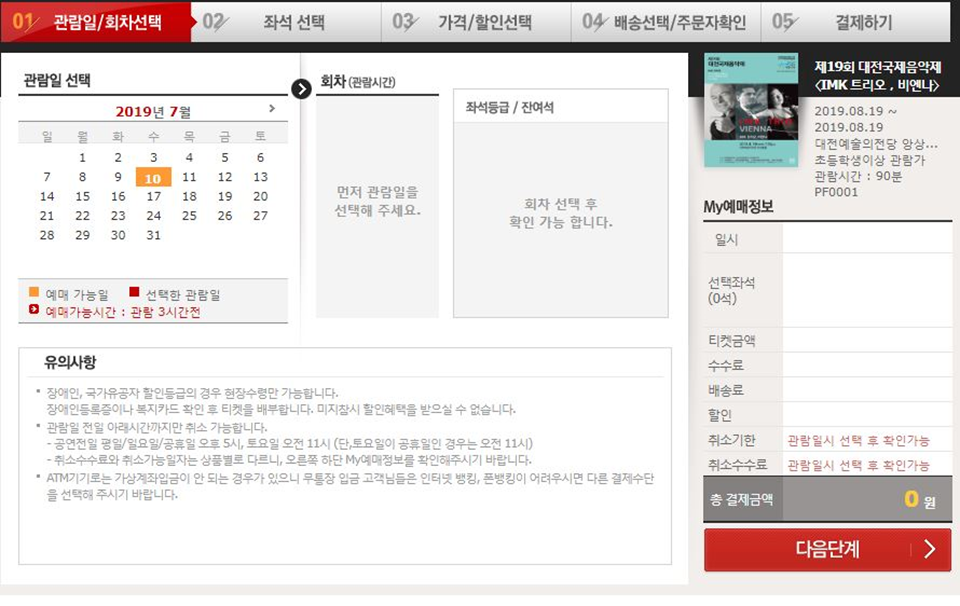 01 관람일/회차선택
02 좌석 선택
03 가격/할인선택
04 배송선택/주문자확인
05 결제하기
관람일 선택
2019년 7월
일 월 화 수 목 금 토
1 2 3 4 5 6
7 8 9 10 11 12 13
14 15 16 17 18 19 20
21 22 23 24 25 26 27
28 29 30 31
예매 가능일 선택한 관람일
예매가능시간 : 관람 3시간전
회차 (관람시간)
먼저 관람일을
선택해 주세요.
좌석등급 / 잔여석
회차 선택 후
확인 가능 합니다.
유의사항
장애인, 국가유공자 할인등급의 경우 현장수령만 가능합니다.
장애인등록증이나 복지카드 확인 후 티켓을 배부합니다. 미지참시 할인혜택을 받으실 수 없습니다.
관람일 전일 아래시간까지만 취소 가능합니다.
- 공연전일 평일/일요일/공휴일 오후 5시, 토요일 오전 11시 (단,토요일이 공휴일인 경우는 오전 11시)
- 취소수수료와 취소가능일자는 상품별로 다르니, 오른쪽 하단 My예매정보를 확인해주시기 바랍니다.
ATM기기로는 가상계좌입금이 안 되는 경우가 있으니 무통장 입금 고객님들은 인터넷 뱅킹, 폰뱅킹이 어려우시면 다른 결제수단
을 선택해 주시기 바랍니다.
대전국제음악제
VIENNA
제19회 대전국제음악제
〈IMK 트리오 , 비엔나〉
2019.08.19 ~
2019.08.19
대전예술의전당 앙상...
초등학생이상 관람가
관람시간 : 90분
PF0001
My예매정보
일시
선택좌석
(0석)
티켓금액
수수료
배송료
할인
취소기한 관람일시 선택 후 확인가능
취소수수료 관람일시 선택 후 확인가능
총 결제금액 0 원
다음단계